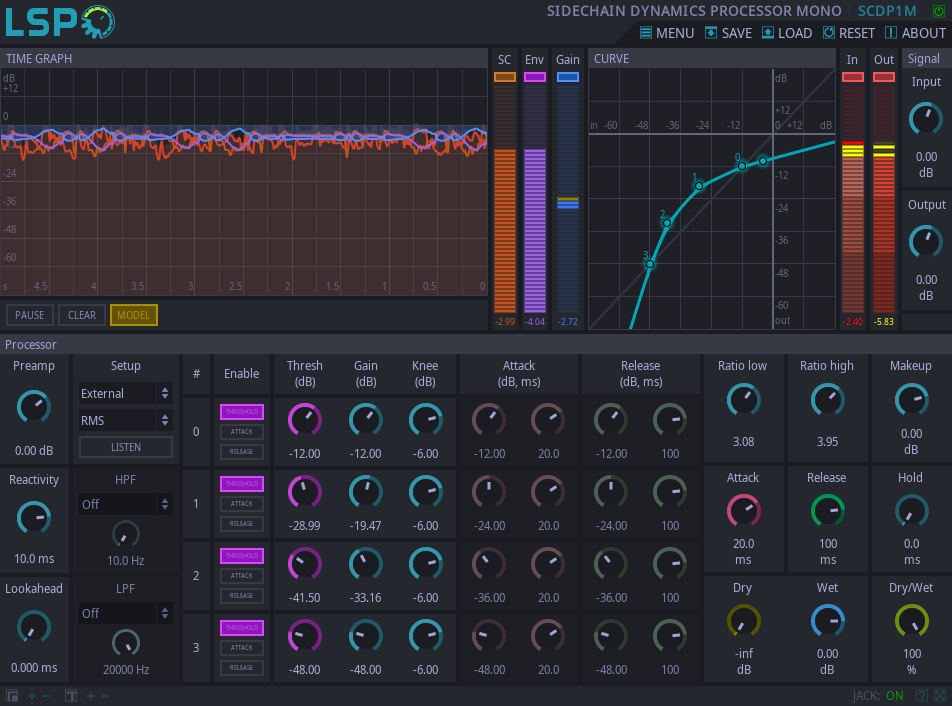 LSP
SIDECHAIN DYNAMICS PROCESSOR MONO SCDP1M
MENU SAVE LOAD RESET ABOUT
TIME GRAPH SC Env Gain CURVE In Out Signal
dB
+12
0
-24
-36
-48
-60
s 4.5 4 3.5 3 2.5 2 1.5 1 0.5 0
-2.99 -4.04 -2.72
dB
+12
in -60 -48 -36 -24 -12 0 +12 dB
0
1
2
3
-12
-24
-36
-48
-60
out
-2.40 -5.83
Input
0.00
dB
Output
0.00
dB
PAUSE CLEAR MODEL
Processor
Preamp
0.00 dB
Reactivity
10.0 ms
Lookahead
0.000 ms
Setup
External
RMS
LISTEN
HPF
Off
10.0 Hz
LPF
Off
20000 Hz
# Enable Thresh (dB) Gain (dB) Knee (dB) Attack (dB, ms) Release (dB, ms)
THRESHOLD
0 ATTACK
RELEASE
-12.00 -12.00 -6.00 -12.00 20.0 -12.00 100
THRESHOLD
1 ATTACK
RELEASE
-28.99 -19.47 -6.00 -24.00 20.0 -24.00 100
THRESHOLD
2 ATTACK
RELEASE
-41.50 -33.16 -6.00 -36.00 20.0 -36.00 100
THRESHOLD
3 ATTACK
RELEASE
-48.00 -48.00 -6.00 -48.00 20.0 -48.00 100
Ratio low Ratio high Makeup
3.08 3.95 0.00
dB
Attack Release Hold
20.0 100 0.0
ms ms ms
Dry Wet Dry/Wet
-inf 0.00 100
dB dB %
JACK: ON